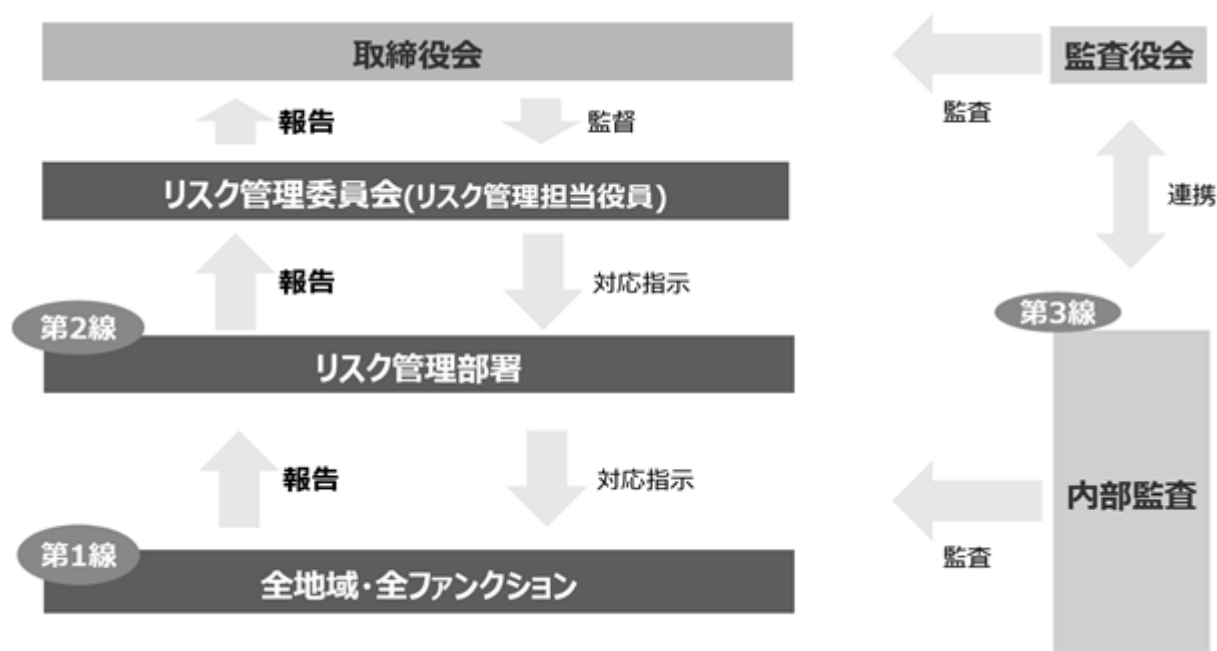 取締役会
監査役会
報告
監督
監査
リスク管理委員会(リスク管理担当役員)
連携
報告
対応指示
第2線
第3線
リスク管理部署
報告
対応指示
内部監査
第1線
監査
全地域・全ファンクション